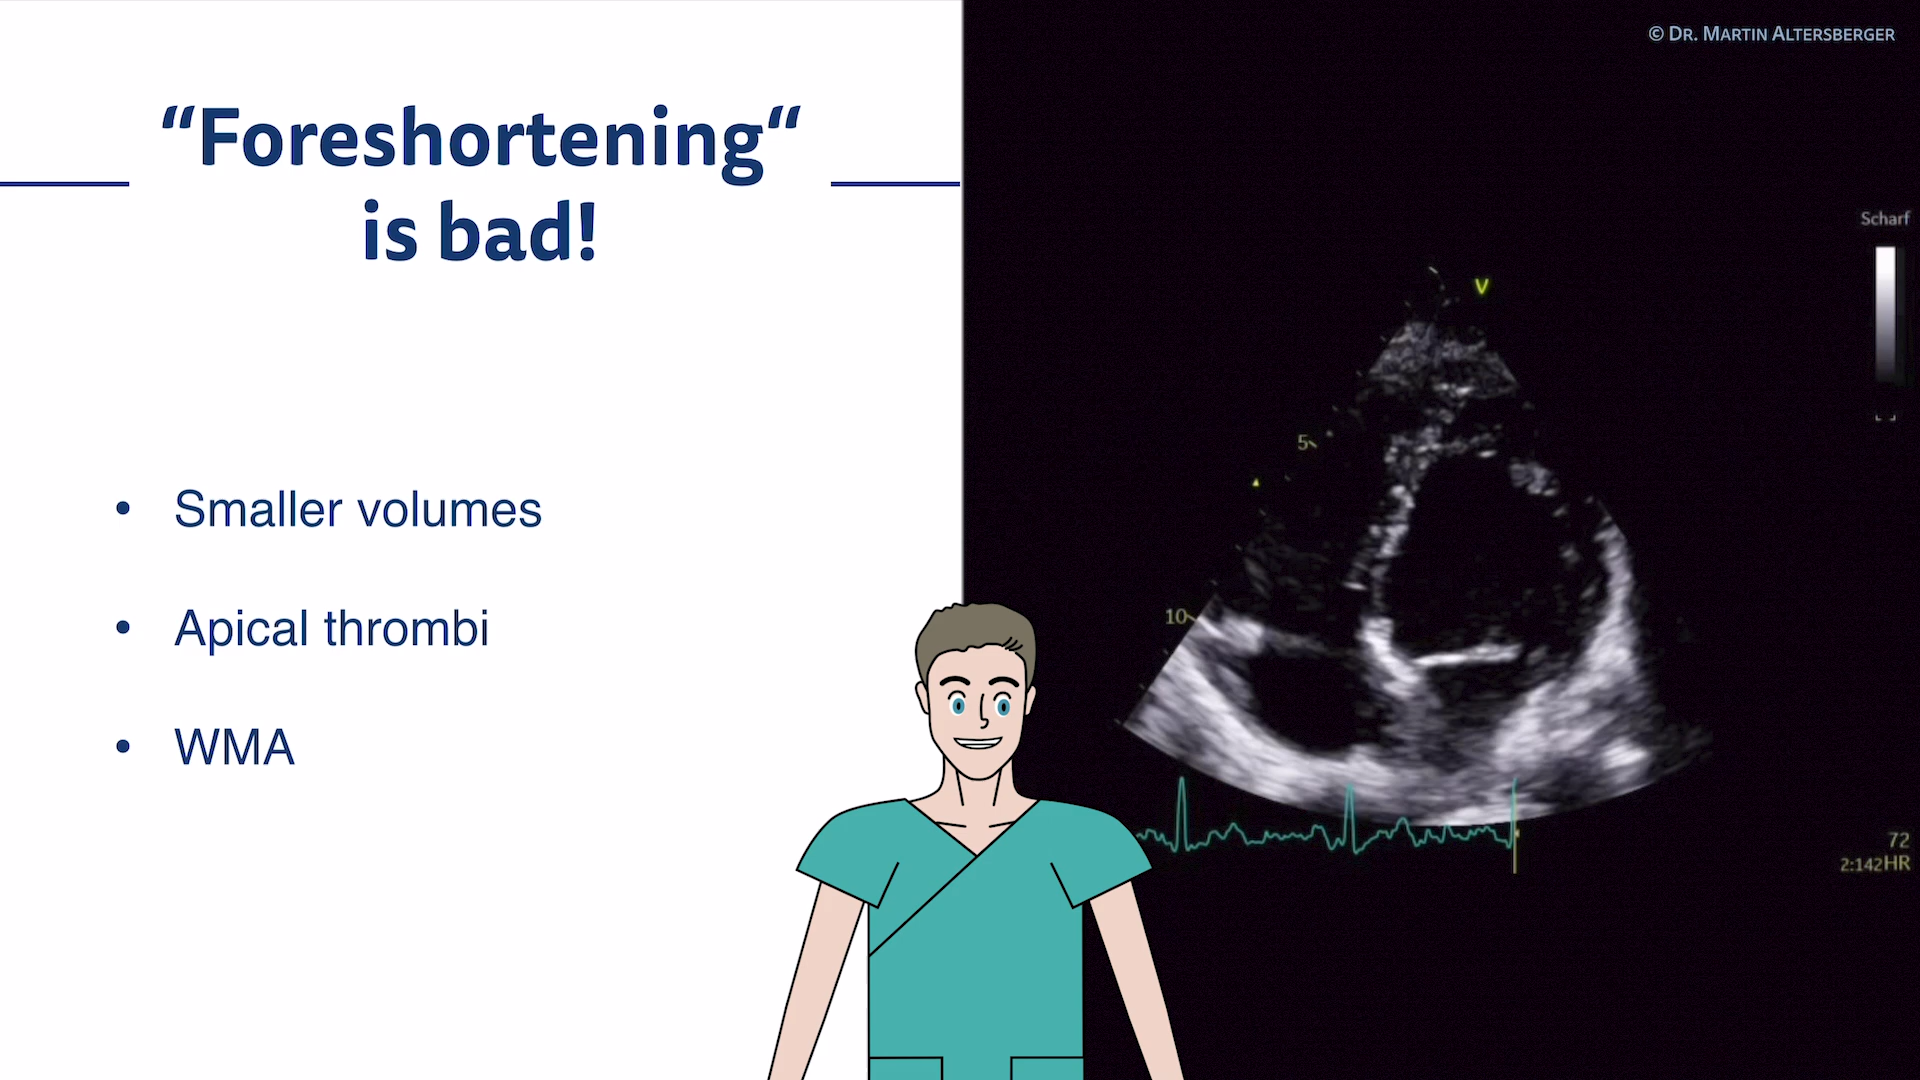 “Foreshortening“
is bad!
• Smaller volumes
• Apical thrombi
• WMA
© DR. MARTIN ALTERSBERGER
Scharf
V
5
10
72
2:142HR